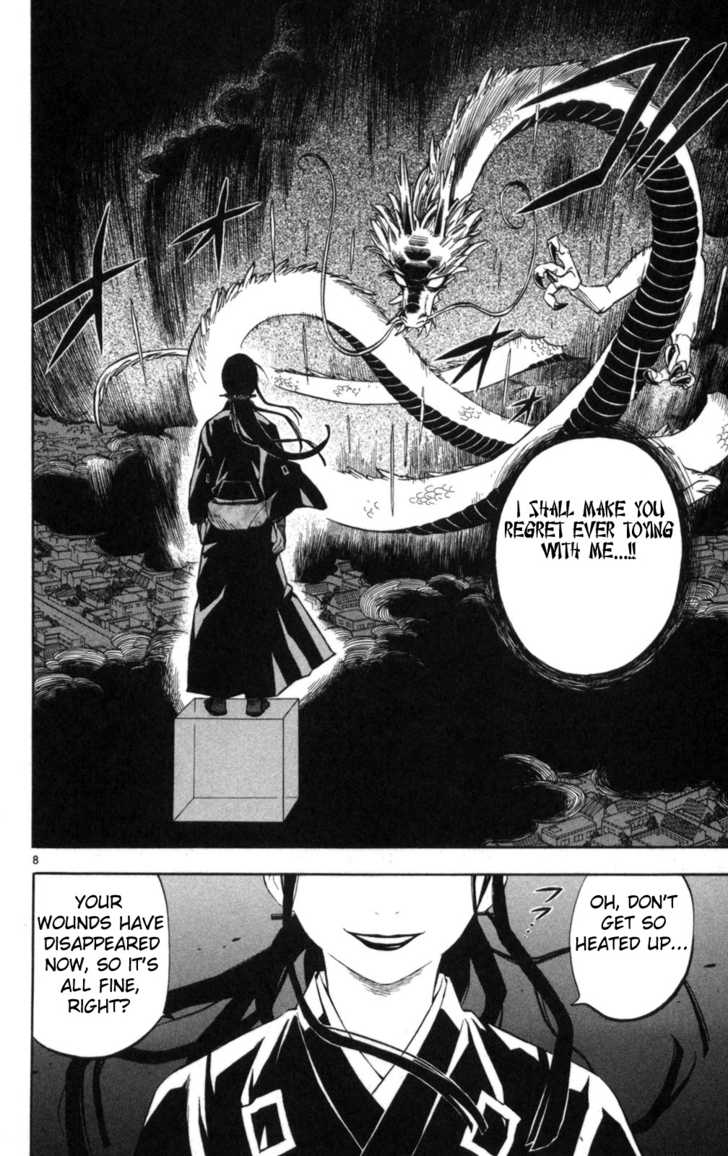 I SHALL MAKE YOU
REGRET EVER TOYING
WITH ME...!!
8
OH, DON'T
GET SO
HEATED UP...
YOUR
WOUNDS HAVE
DISAPPEARED
NOW, SO IT'S
ALL FINE,
RIGHT?